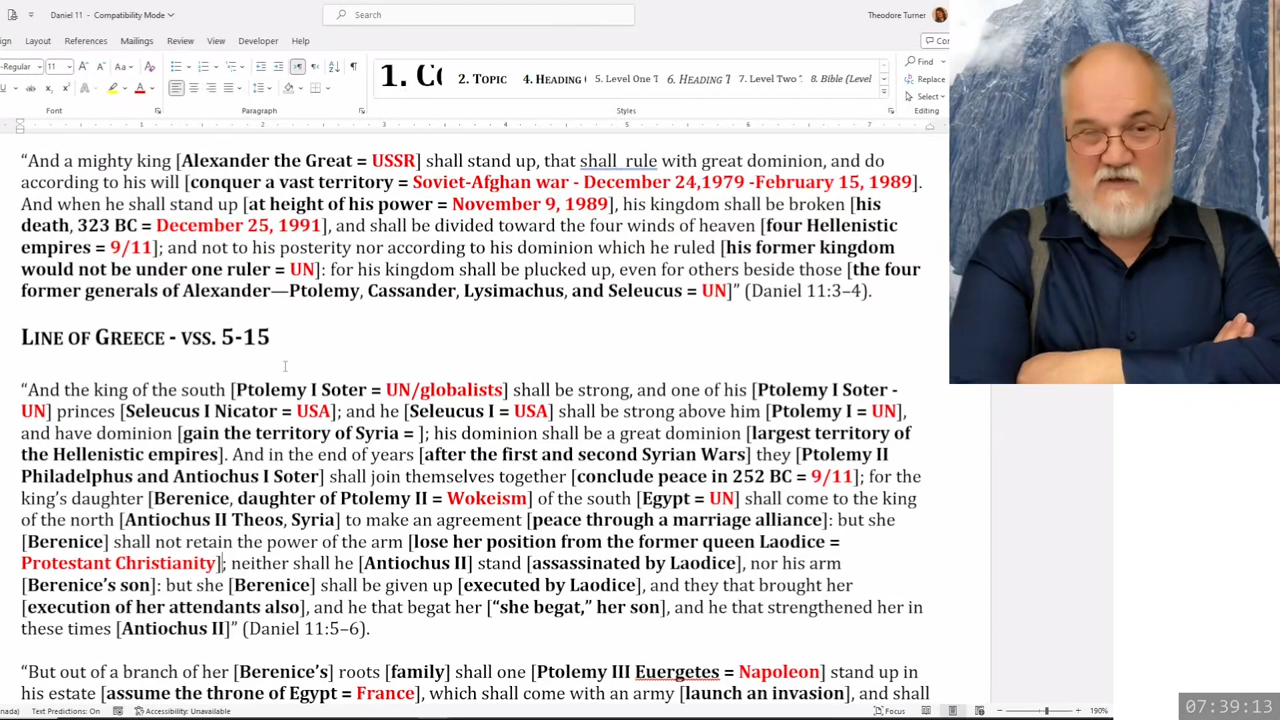 Daniel 11 - Compatibility Mode
Search
Theodore Turner
Layout References Mailings Review View Developer Help
Regular 11 Aa
Find
Replace
Select
1. Co 2. TOPIC 4. HEADING 5. Level One T 6. HEADING T 7. Level Two 8. Bible (Level
Font Paragraph Styles Editing
1 2 3 4 5 6 7
“And a mighty king [Alexander the Great = USSR] shall stand up, that shall rule with great dominion, and do
according to his will [conquer a vast territory = Soviet-Afghan war - December 24,1979 -February 15, 1989].
And when he shall stand up [at height of his power = November 9, 1989], his kingdom shall be broken [his
death, 323 BC = December 25, 1991], and shall be divided toward the four winds of heaven [four Hellenistic
empires = 9/11]; and not to his posterity nor according to his dominion which he ruled [his former kingdom
would not be under one ruler = UN]: for his kingdom shall be plucked up, even for others beside those [the four
former generals of Alexander—Ptolemy, Cassander, Lysimachus, and Seleucus = UN]” (Daniel 11:3–4).
LINE OF GREECE - VSS. 5-15
“And the king of the south [Ptolemy I Soter = UN/globalists] shall be strong, and one of his [Ptolemy I Soter -
UN] princes [Seleucus I Nicator = USA]; and he [Seleucus I = USA] shall be strong above him [Ptolemy I = UN],
and have dominion [gain the territory of Syria = ]; his dominion shall be a great dominion [largest territory of
the Hellenistic empires]. And in the end of years [after the first and second Syrian Wars] they [Ptolemy II
Philadelphus and Antiochus I Soter] shall join themselves together [conclude peace in 252 BC = 9/11]; for the
king’s daughter [Berenice, daughter of Ptolemy II = Wokeism] of the south [Egypt = UN] shall come to the king
of the north [Antiochus II Theos, Syria] to make an agreement [peace through a marriage alliance]: but she
[Berenice] shall not retain the power of the arm [lose her position from the former queen Laodice =
Protestant Christianity]; neither shall he [Antiochus II] stand [assassinated by Laodice], nor his arm
[Berenice’s son]: but she [Berenice] shall be given up [executed by Laodice], and they that brought her
[execution of her attendants also], and he that begat her [“she begat,” her son], and he that strengthened her in
these times [Antiochus II]” (Daniel 11:5–6).
“But out of a branch of her [Berenice’s] roots [family] shall one [Ptolemy III Euergetes = Napoleon] stand up in
his estate [assume the throne of Egypt = France], which shall come with an army [launch an invasion], and shall
nada) Text Predictions: On Accessibility: Unavailable Focus 190%
07:39:13